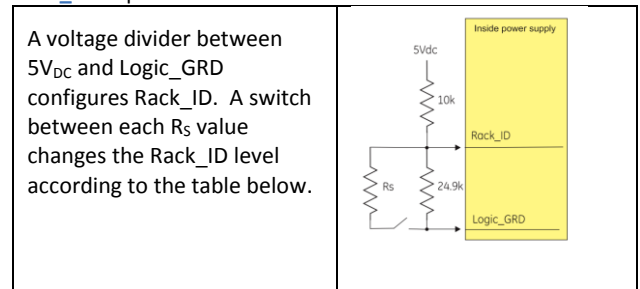 A voltage divider between
5VDC and Logic_GRD
configures Rack_ID. A switch
between each RS value
changes the Rack_ID level
according to the table below.
Inside power supply
5Vdc
10k
Rack_ID
Rs
24.9k
Logic_GRD